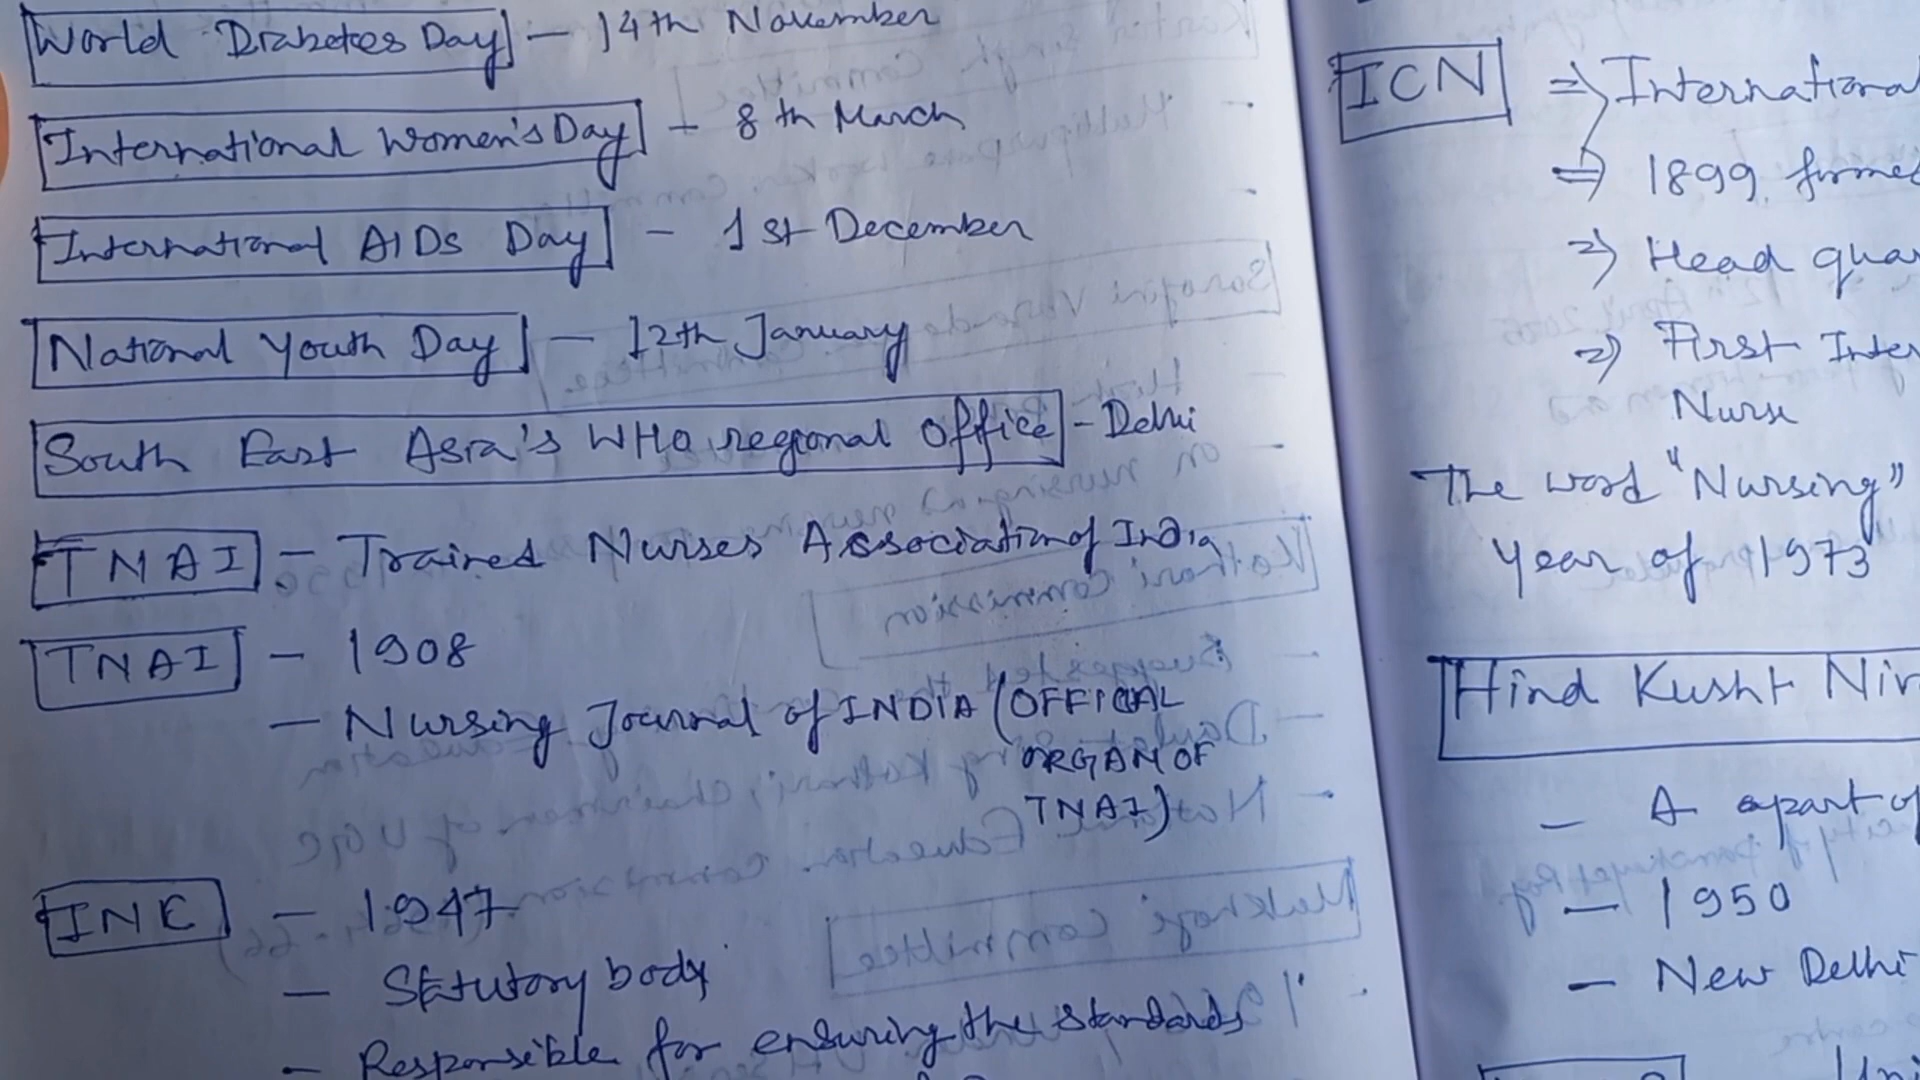 World Diabetes Day - 14th November
International Women's Day - 8th March
International AIDs Day - 1st December
National Youth Day - 12th January
South East Asia's WHO regional office - Delhi
TNAI - Trained Nurses Association of India
TNAI - 1908
- Nursing Journal of INDIA (OFFICIAL
ORGAN OF
TNAI)
INC - 1947
- Statutory body
- Responsible for ensuring the standards
ICN => International
=> 1899 formed
=> Head
=> First
Nurse
The word "Nursing"
Year of 1973
Hind Kusht
- A part of
- 1950
- New Delhi